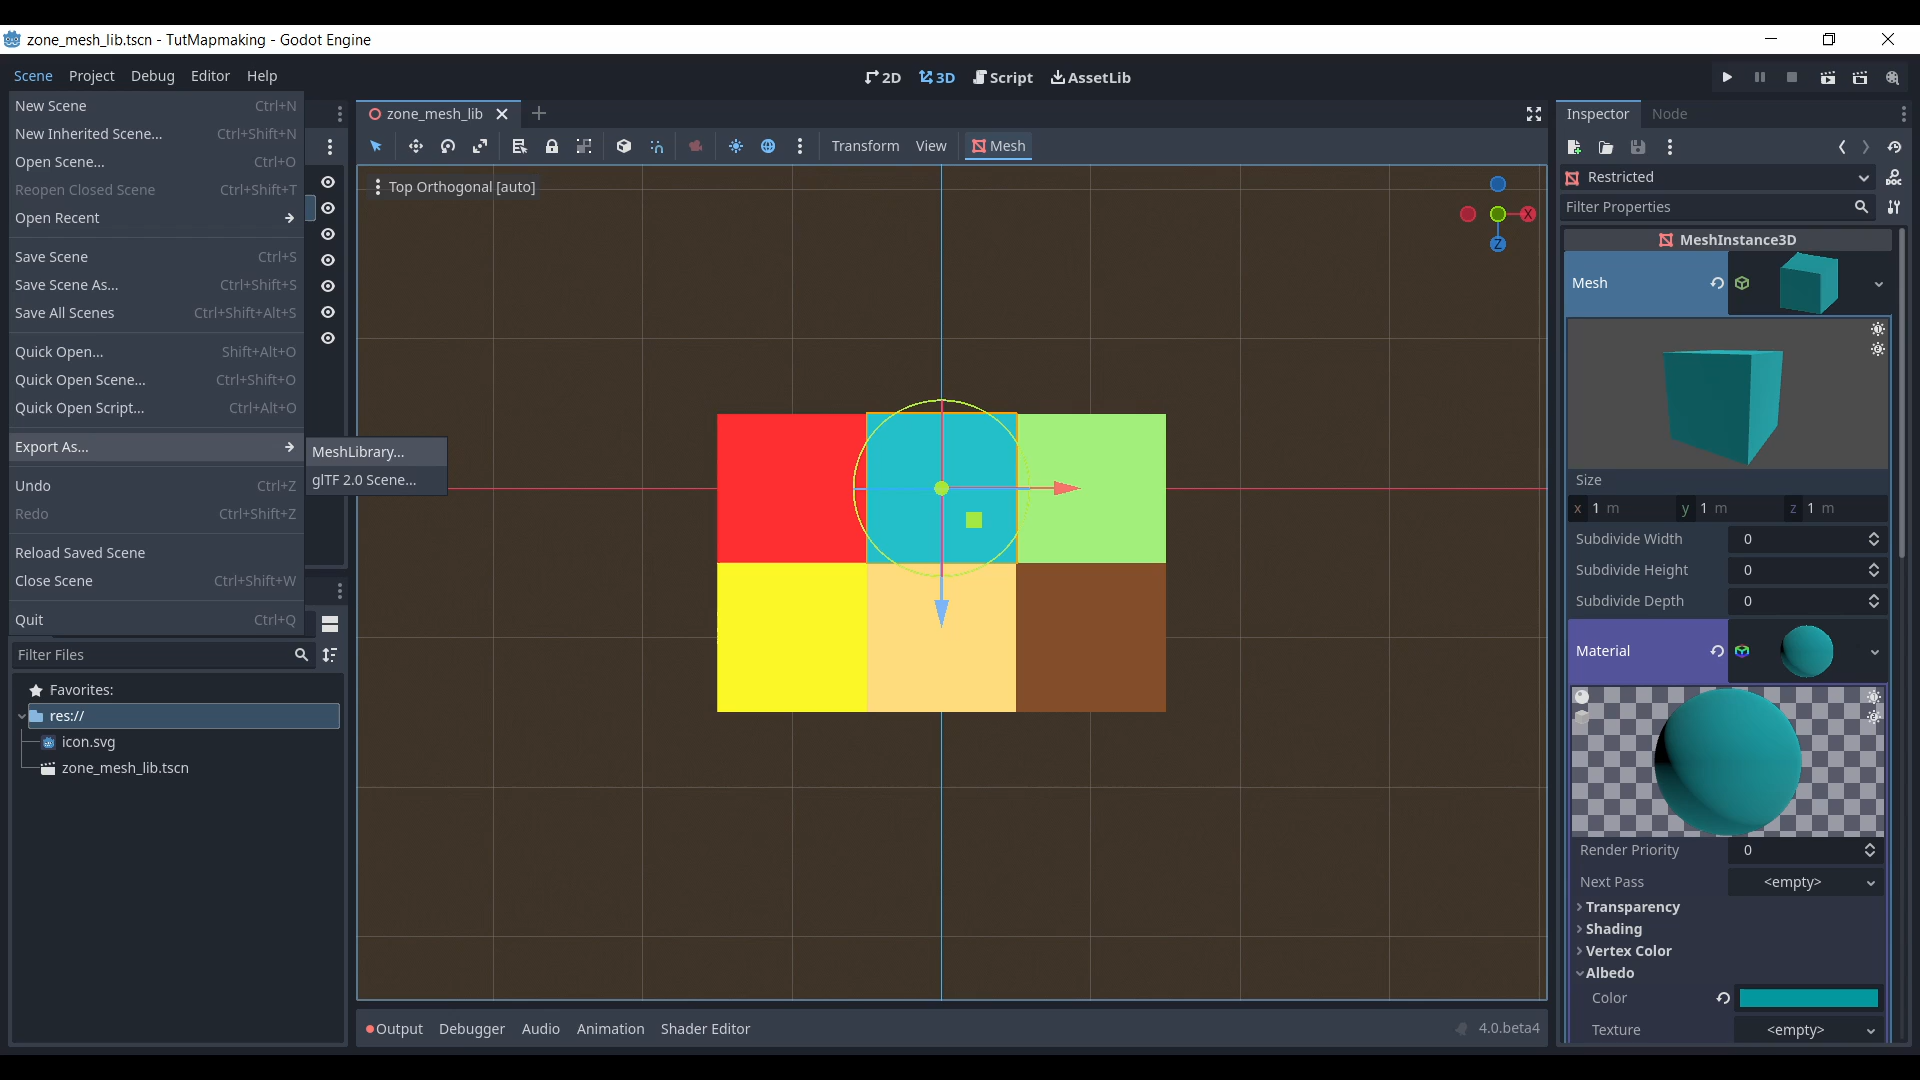 zone_mesh_lib.tscn - TutMapmaking - Godot Engine
Scene Project Debug Editor Help
2D 3D Script AssetLib
New Scene Ctrl+N
New Inherited Scene... Ctrl+Shift+N
Open Scene... Ctrl+O
Reopen Closed Scene Ctrl+Shift+T
Open Recent
Save Scene Ctrl+S
Save Scene As... Ctrl+Shift+S
Save All Scenes Ctrl+Shift+Alt+S
Quick Open... Shift+Alt+O
Quick Open Scene... Ctrl+Shift+O
Quick Open Script... Ctrl+Alt+O
Export As...
MeshLibrary...
glTF 2.0 Scene...
Undo Ctrl+Z
Redo Ctrl+Shift+Z
Reload Saved Scene
Close Scene Ctrl+Shift+W
Quit Ctrl+Q
Filter Files
Favorites:
res://
icon.svg
zone_mesh_lib.tscn
zone_mesh_lib
Transform View Mesh
Top Orthogonal [auto]
X
Z
Output Debugger Audio Animation Shader Editor
4.0.beta4
Inspector Node
Restricted
DOC
Filter Properties
MeshInstance3D
Mesh
Size
x 1 m y 1 m z 1 m
Subdivide Width 0
Subdivide Height 0
Subdivide Depth 0
Material
Render Priority 0
Next Pass <empty>
Transparency
Shading
Vertex Color
Albedo
Color
Texture <empty>